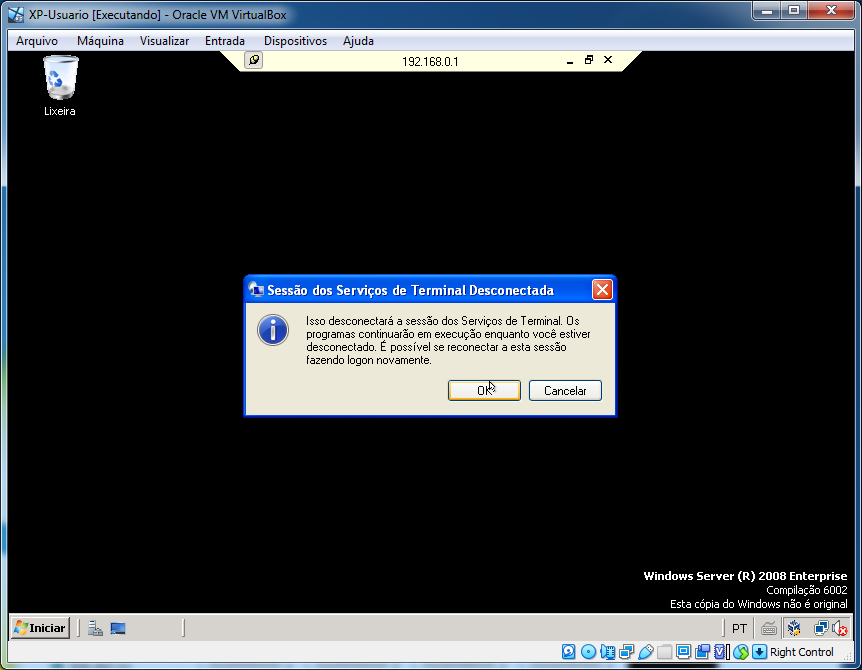 XP-Usuario [Executando] - Oracle VM VirtualBox
Arquivo Máquina Visualizar Entrada Dispositivos Ajuda
192.168.0.1
Lixeira
Sessão dos Serviços de Terminal Desconectada
Isso desconectará a sessão dos Serviços de Terminal. Os
programas continuarão em execução enquanto você estiver
desconectado. É possível se reconectar a esta sessão
fazendo logon novamente.
OK Cancelar
Windows Server (R) 2008 Enterprise
Compilação 6002
Esta cópia do Windows não é original
Iniciar PT
Right Control